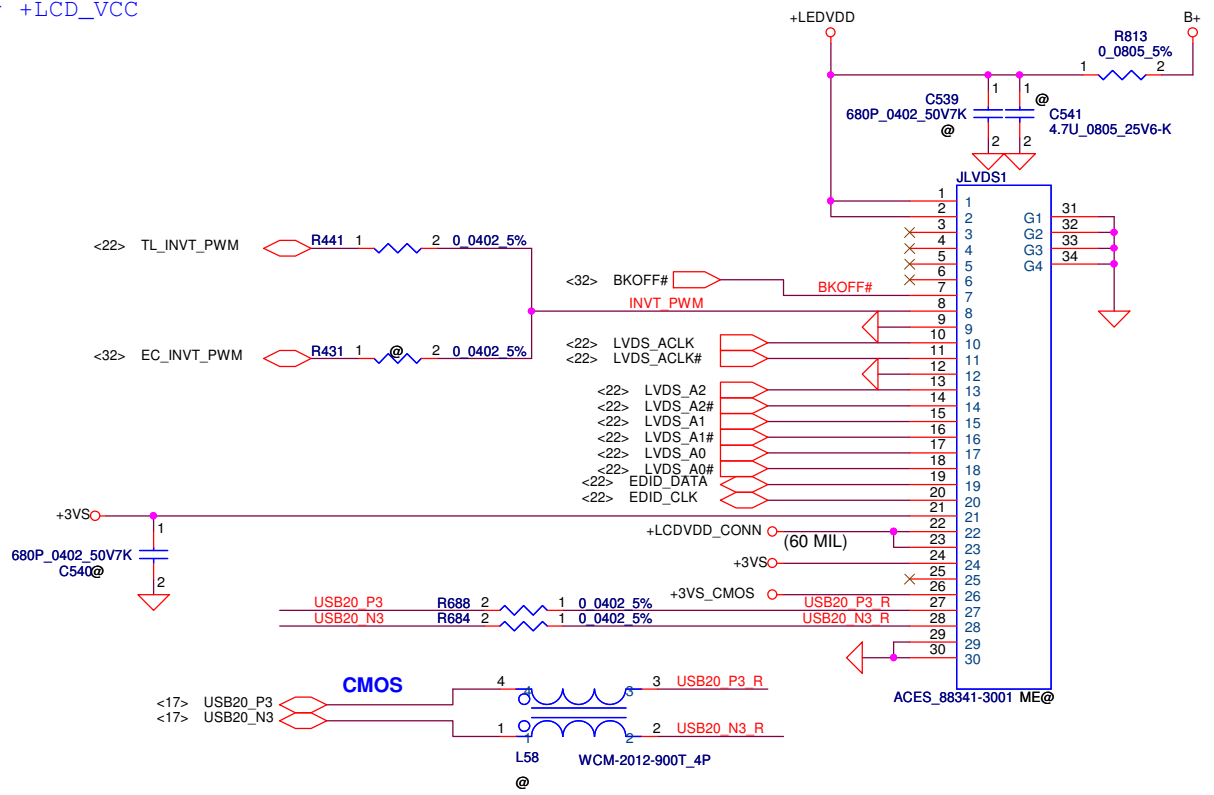 +LCD_VCC
+LEDVDD
B+
R813
0_0805_5%
1 2
C539
680P_0402_50V7K
@
1
2
@
C541
4.7U_0805_25V6-K
1
2
JLVDS1
1 1
2 2
3 3
4 4
5 5
6 6
7 7
8 8
9 9
10 10
11 11
12 12
13 13
14 14
15 15
16 16
17 17
18 18
19 19
20 20
21 21
22 22
23 23
24 24
25 25
26 26
27 27
28 28
29 29
30 30
G1 31
G2 32
G3 33
G4 34
ACES_88341-3001 ME@
<22> TL_INVT_PWM R441 1 2 0_0402_5%
<32> BKOFF# BKOFF#
INVT_PWM
<32> EC_INVT_PWM R431 1 @ 2 0_0402_5%
<22> LVDS_ACLK
<22> LVDS_ACLK#
<22> LVDS_A2
<22> LVDS_A2#
<22> LVDS_A1
<22> LVDS_A1#
<22> LVDS_A0
<22> LVDS_A0#
<22> EDID_DATA
<22> EDID_CLK
+3VS
1
680P_0402_50V7K
C540@
2
+LCDVDD_CONN (60 MIL)
+3VS
+3VS_CMOS
USB20_P3 R688 2 1 0_0402_5% USB20_P3_R
USB20_N3 R684 2 1 0_0402_5% USB20_N3_R
CMOS
<17> USB20_P3
<17> USB20_N3
4 4 3 3 USB20_P3_R
1 1 2 2 USB20_N3_R
L58 WCM-2012-900T_4P
@